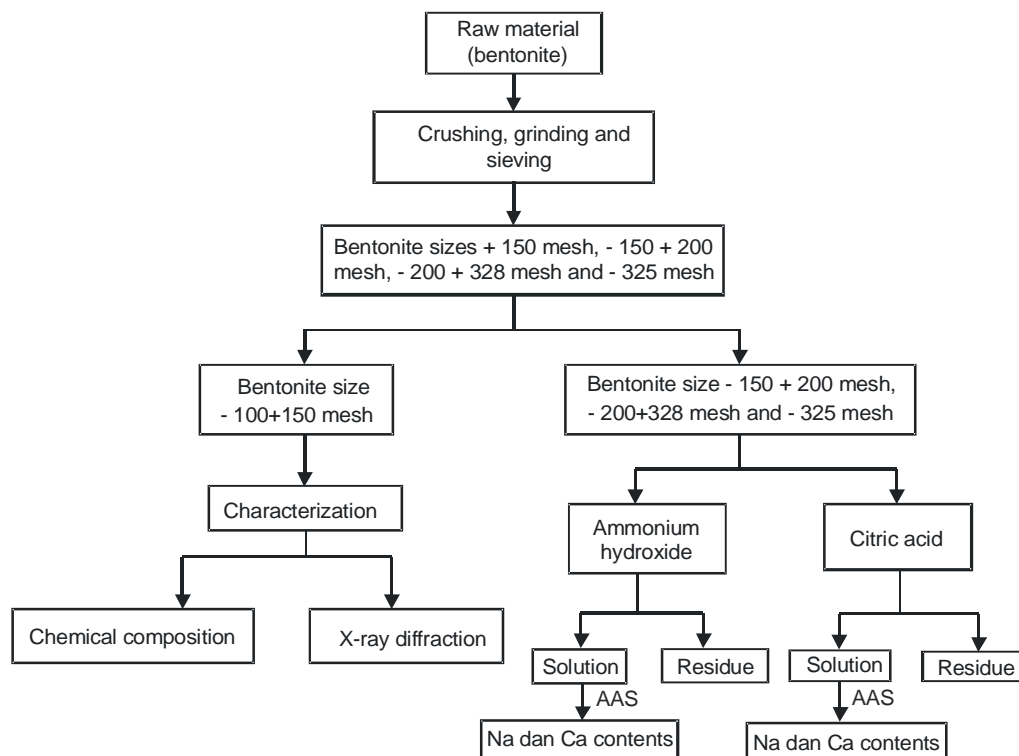 Raw material
(bentonite)
Crushing, grinding and
sieving
Bentonite sizes + 150 mesh, - 150 + 200
mesh, - 200 + 328 mesh and - 325 mesh
Bentonite size
- 100+150 mesh
Bentonite size - 150 + 200 mesh,
- 200+328 mesh and - 325 mesh
Characterization
Ammonium
hydroxide
Citric acid
Chemical composition
X-ray diffraction
Solution
Residue
Solution
Residue
AAS
AAS
Na dan Ca contents
Na dan Ca contents